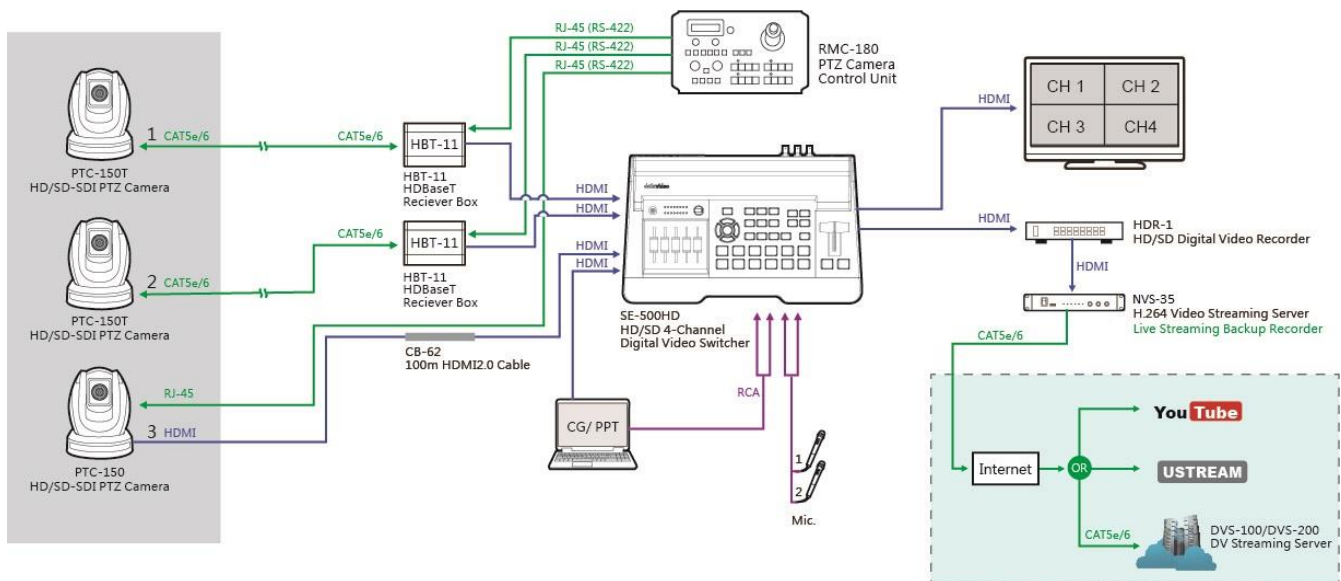 RJ-45 (RS-422)
RJ-45 (RS-422)
RJ-45 (RS-422)
RMC-180
PTZ Camera
Control Unit
1 CAT5e/6
CAT5e/6
HBT-11
PTC-150T
HD/SD-SDI PTZ Camera
HBT-11
HDBaseT
Reciever Box
HDMI
HDMI
HDMI
HDMI
HDMI
CH 1
CH 2
CH 3
CH4
2 CAT5e/6
CAT5e/6
HBT-11
PTC-150T
HD/SD-SDI PTZ Camera
HBT-11
HDBaseT
Reciever Box
datavideo
SE-500HD
HD/SD 4-Channel
Digital Video Switcher
HDMI
HDR-1
HD/SD Digital Video Recorder
HDMI
NVS-35
H.264 Video Streaming Server
Live Streaming Backup Recorder
CAT5e/6
CB-62
100m HDMI2.0 Cable
RJ-45
3 HDMI
PTC-150
HD/SD-SDI PTZ Camera
CG/ PPT
RCA
1
2
Mic.
Internet
OR
YouTube
USTREAM
CAT5e/6
DVS-100/DVS-200
DV Streaming Server